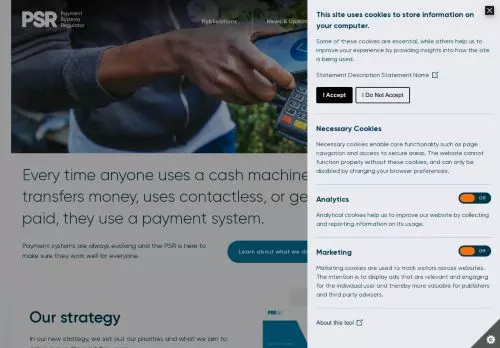 PSR Payment Systems Regulator
Publications
News & Updat
Every time anyone uses a cash machine
transfers money, uses contactless, or ge
paid, they use a payment system.
Payment systems are always evolving and the PSR is here to
make sure they work well for everyone.
Learn about what we d
Our strategy
In our new strategy, we set out our priorities and what we aim to
PSR
This site uses cookies to store information on
your computer.
Some of these cookies are essential, while others help us to
improve your experience by providing insights into how the site
is being used.
Statement Description Statement Name
I Accept
I Do Not Accept
Necessary Cookies
Necessary cookies enable core functionality such as page
navigation and access to secure areas. The website cannot
function properly without these cookies, and can only be
disabled by changing your browser preferences.
Analytics
Off
Analytical cookies help us to improve our website by collecting
and reporting information on its usage.
Marketing
Off
Marketing cookies are used to track visitors across websites.
The intention is to display ads that are relevant and engaging
for the individual user and thereby more valuable for publishers
and third party advertisers.
About this tool